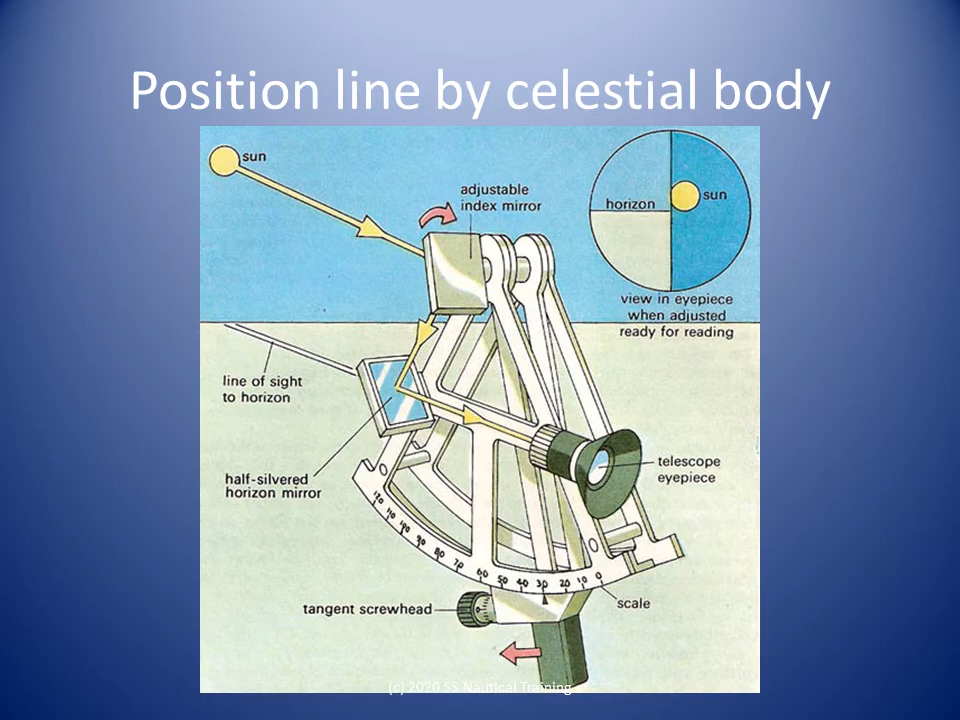 Position line by celestial body
sun
adjustable
index mirror
horizon
sun
view in eyepiece
when adjusted
ready for reading
line of sight
to horizon
half-silvered
horizon mirror
telescope
eyepiece
120 110 100 90 80 70 60 50 40 30 20 10 0
tangent screwhead
scale
(c) 2020 SS Nautical Training